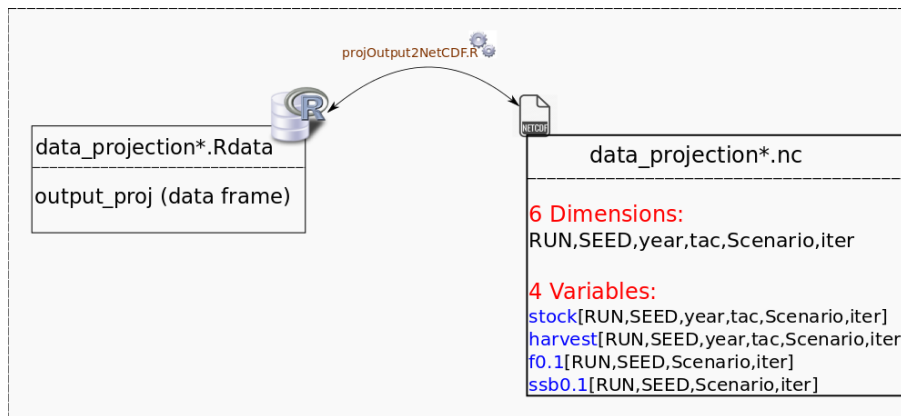 projOutput2NetCDF.R
R
NETCDF
data_projection*.Rdata
output_proj (data frame)
data_projection*.nc
6 Dimensions:
RUN,SEED,year,tac,Scenario,iter
4 Variables:
stock[RUN,SEED,year,tac,Scenario,iter]
harvest[RUN,SEED,year,tac,Scenario,iter
f0.1[RUN,SEED,Scenario,iter]
ssb0.1[RUN,SEED,Scenario,iter]